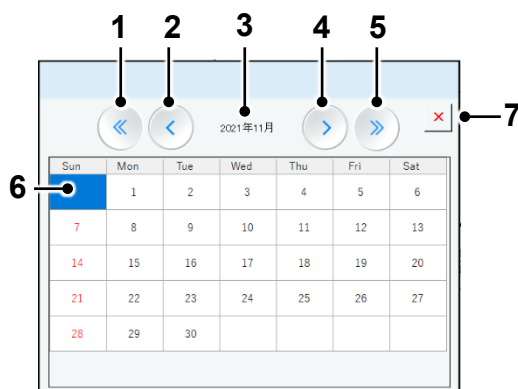 1 2 3 4 5
« < 2021年11月 > » × 7
Sun Mon Tue Wed Thu Fri Sat
6 1 2 3 4 5 6
7 8 9 10 11 12 13
14 15 16 17 18 19 20
21 22 23 24 25 26 27
28 29 30